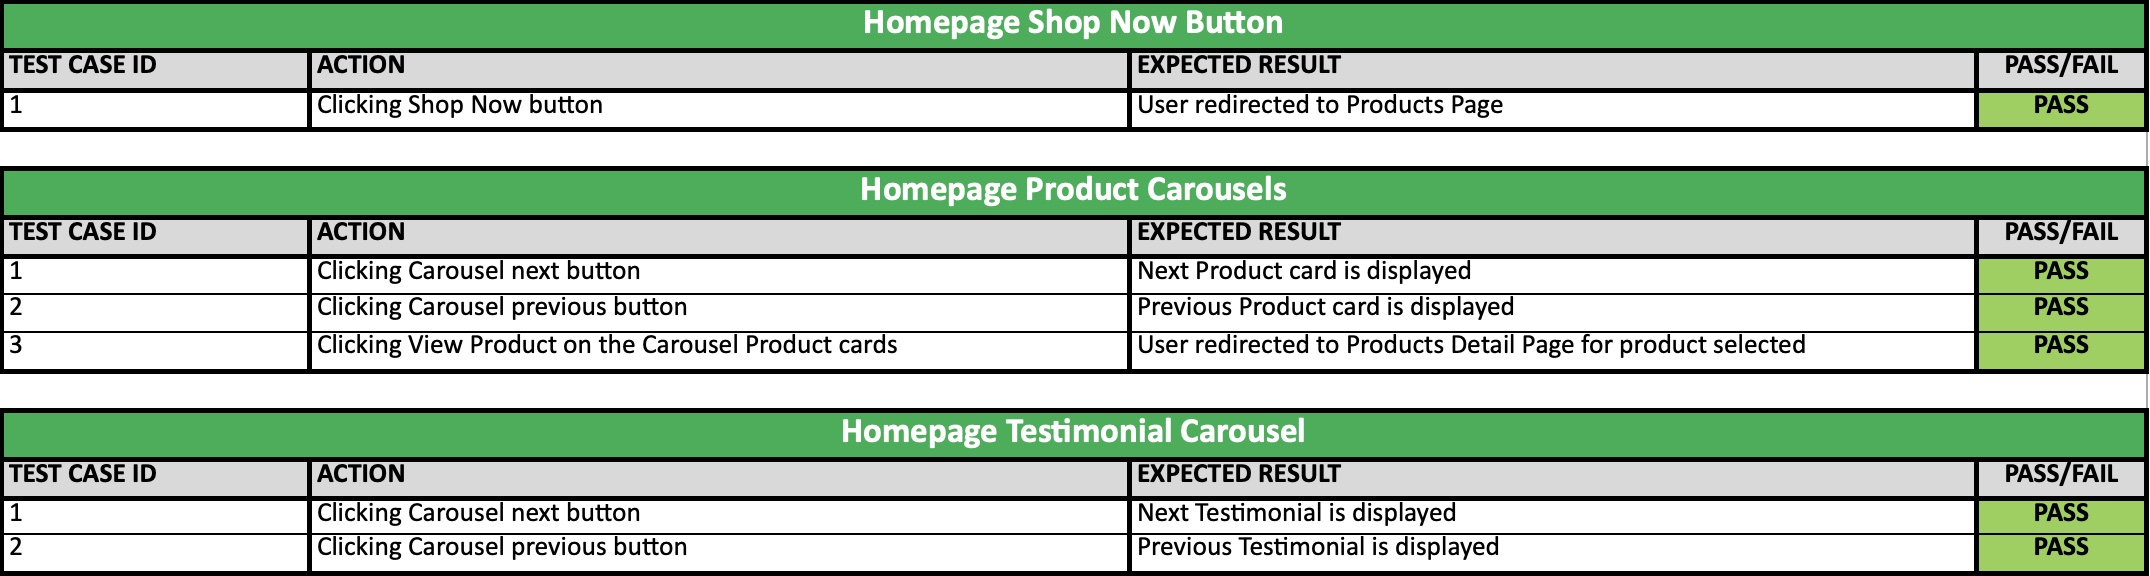 Homepage Shop Now Button
TEST CASE ID ACTION EXPECTED RESULT PASS/FAIL
1 Clicking Shop Now button User redirected to Products Page PASS
Homepage Product Carousels
TEST CASE ID ACTION EXPECTED RESULT PASS/FAIL
1 Clicking Carousel next button Next Product card is displayed PASS
2 Clicking Carousel previous button Previous Product card is displayed PASS
3 Clicking View Product on the Carousel Product cards User redirected to Products Detail Page for product selected PASS
Homepage Testimonial Carousel
TEST CASE ID ACTION EXPECTED RESULT PASS/FAIL
1 Clicking Carousel next button Next Testimonial is displayed PASS
2 Clicking Carousel previous button Previous Testimonial is displayed PASS